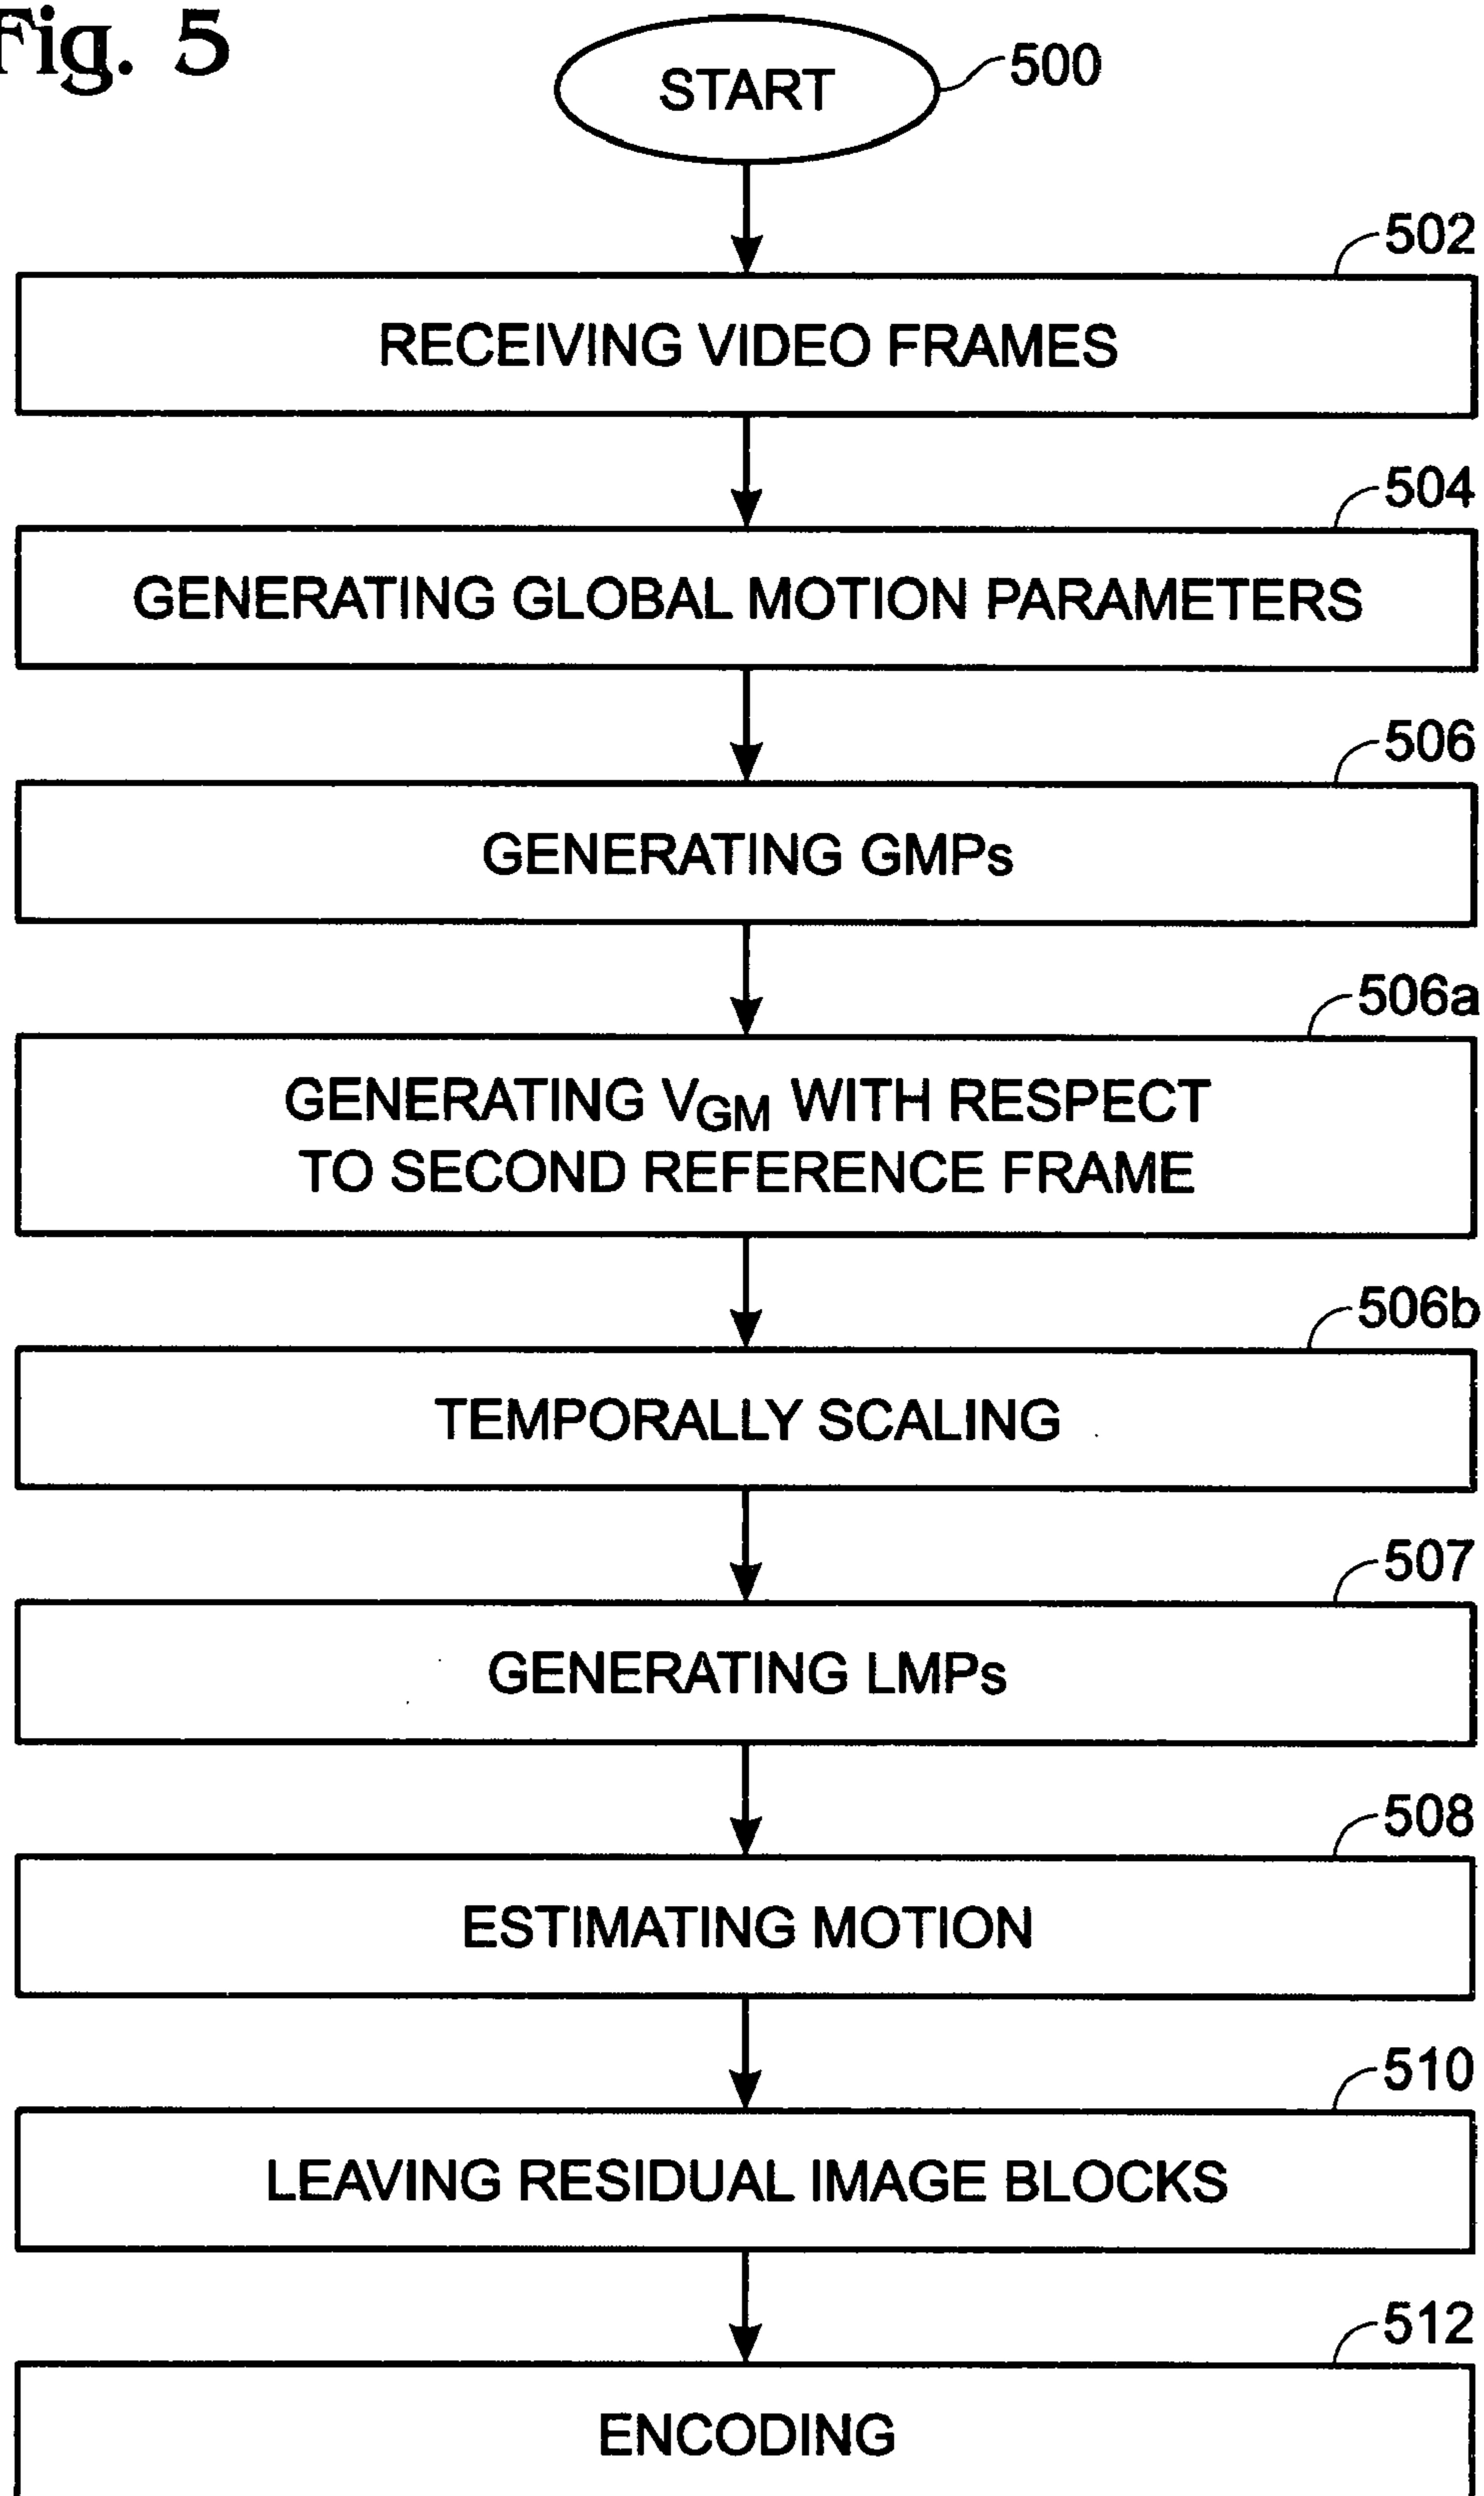 Fig. 5
START
500
502
RECEIVING VIDEO FRAMES
504
GENERATING GLOBAL MOTION PARAMETERS
506
GENERATING GMPs
506a
GENERATING VGM WITH RESPECT
TO SECOND REFERENCE FRAME
506b
TEMPORALLY SCALING
507
GENERATING LMPs
508
ESTIMATING MOTION
510
LEAVING RESIDUAL IMAGE BLOCKS
512
ENCODING